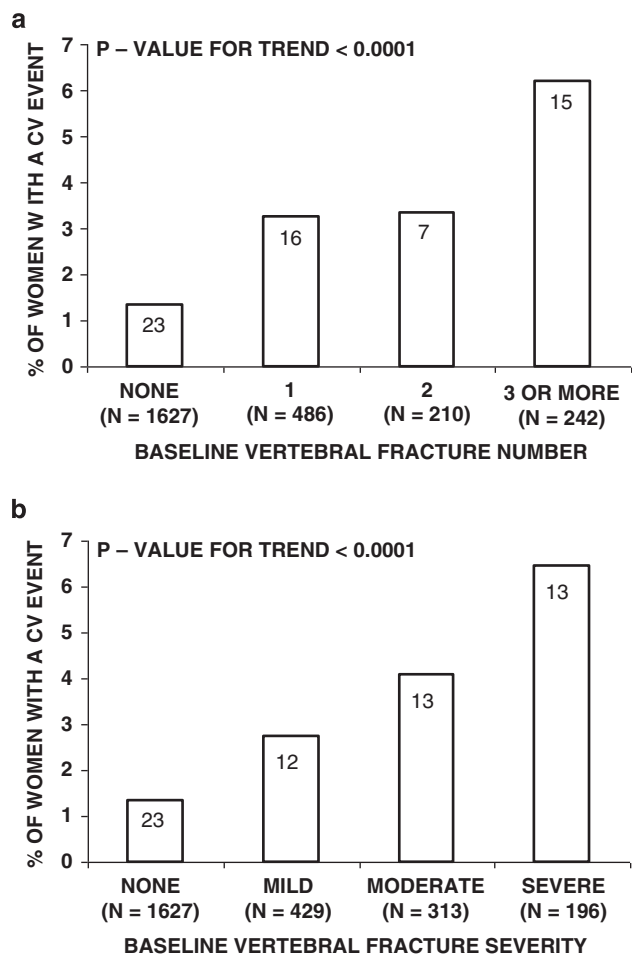 a
P – VALUE FOR TREND < 0.0001
% OF WOMEN W ITH A CV EVENT
7
6
5
4
3
2
1
0
23
16
7
15
NONE 1 2 3 OR MORE
(N = 1627) (N = 486) (N = 210) (N = 242)
BASELINE VERTEBRAL FRACTURE NUMBER
b
P – VALUE FOR TREND < 0.0001
% OF WOMEN WITH A CV EVENT
7
6
5
4
3
2
1
0
23
12
13
13
NONE MILD MODERATE SEVERE
(N = 1627) (N = 429) (N = 313) (N = 196)
BASELINE VERTEBRAL FRACTURE SEVERITY